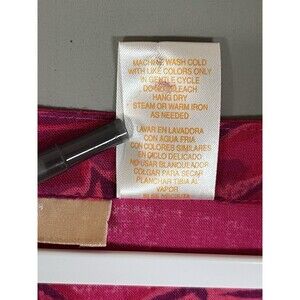 MACHINE WASH COLD
WITH LIKE COLORS ONLY
IN GENTLE CYCLE
DO NOT BLEACH
HANG DRY
STEAM OR WARM IRON
AS NEEDED
LAVAR EN LAVADORA
CON AGUA FRIA
CON COLORES SIMILARES
EN CICLO DELICADO
NO USAR BLANQUEADOR
COLGAR PARA SECAR
PLANCHAR TIBIA AL
VAPOR